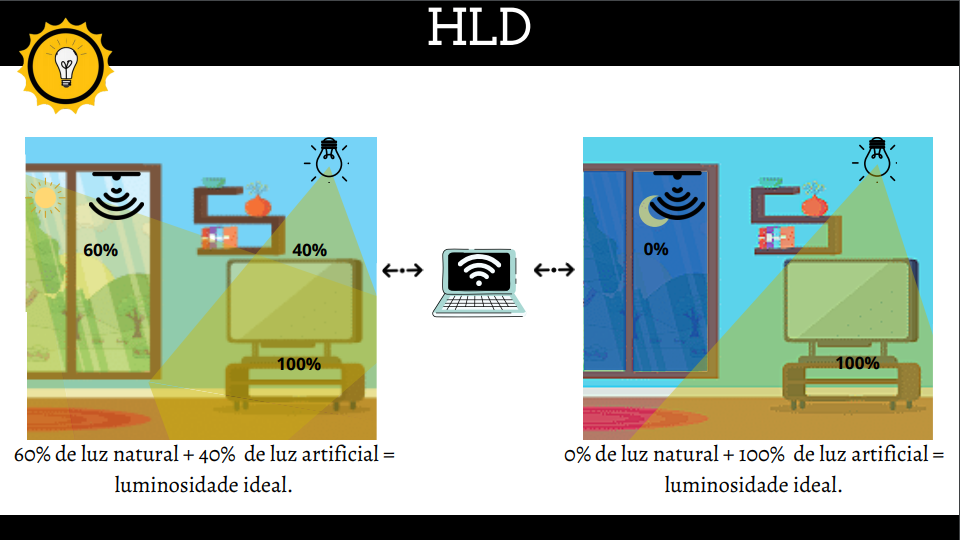 HLD
60%
40%
100%
0%
100%
60% de luz natural + 40% de luz artificial =
luminosidade ideal.
0% de luz natural + 100% de luz artificial =
luminosidade ideal.